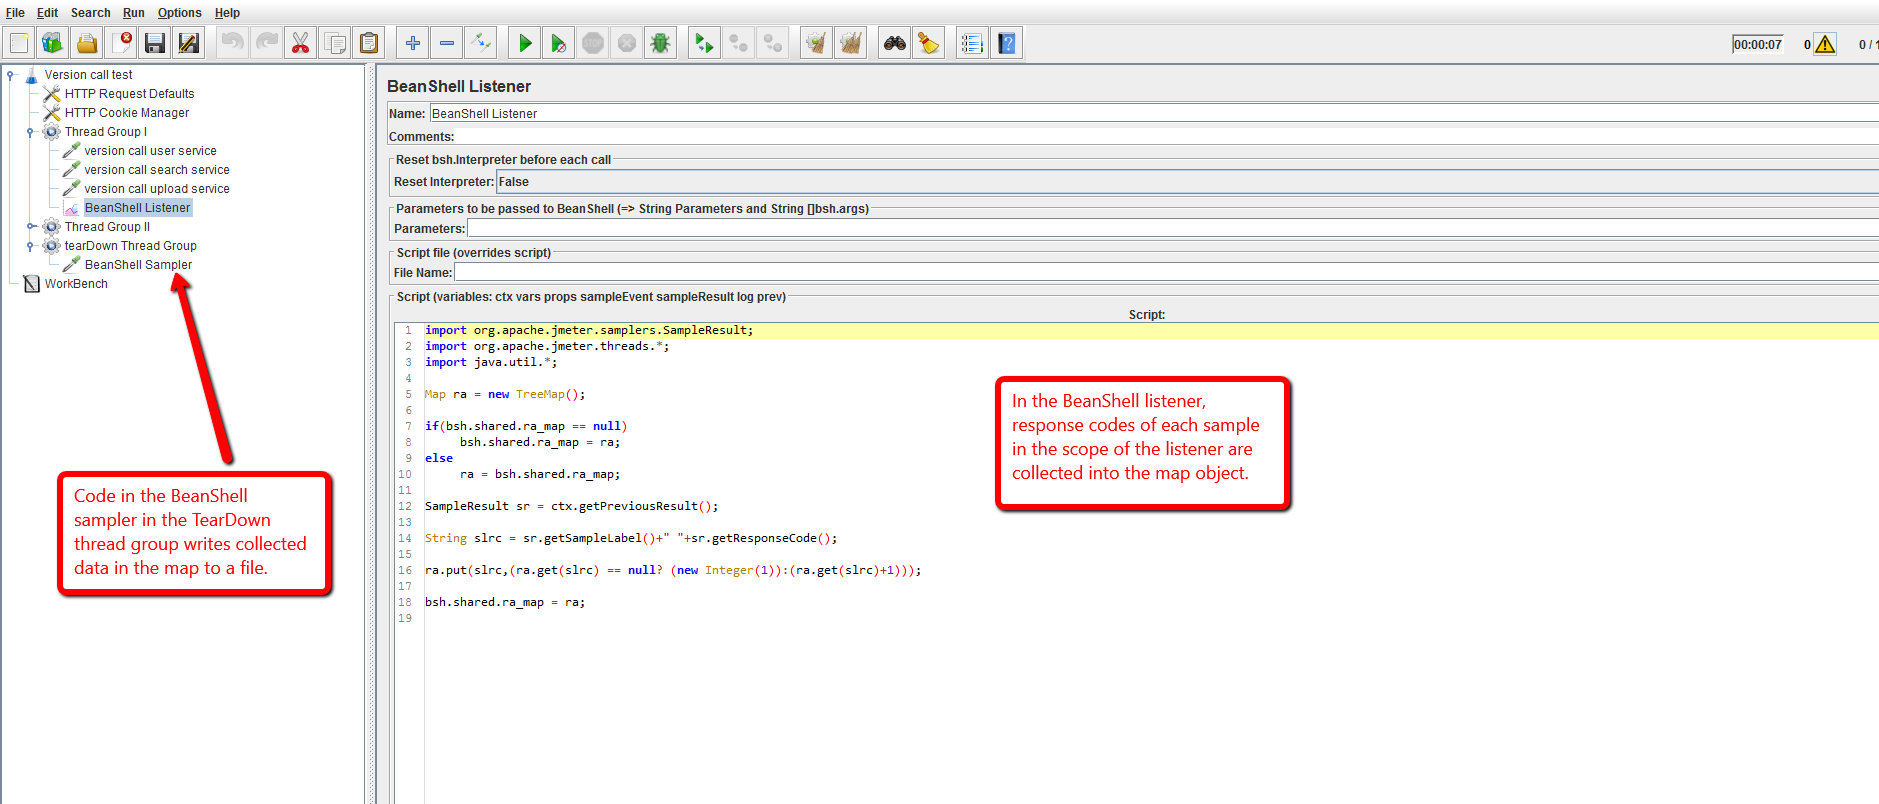 File Edit Search Run Options Help
00:00:07 0 0 / 1
Version call test
HTTP Request Defaults
HTTP Cookie Manager
Thread Group I
version call user service
version call search service
version call upload service
BeanShell Listener
Thread Group II
tearDown Thread Group
BeanShell Sampler
WorkBench
Code in the BeanShell
sampler in the TearDown
thread group writes collected
data in the map to a file.
BeanShell Listener
Name: BeanShell Listener
Comments:
Reset bsh.Interpreter before each call
Reset Interpreter: False
Parameters to be passed to BeanShell (=> String Parameters and String []bsh.args)
Parameters:
Script file (overrides script)
File Name:
Script (variables: ctx vars props sampleEvent sampleResult log prev)
Script:
1 import org.apache.jmeter.samplers.SampleResult;
2 import org.apache.jmeter.threads.*;
3 import java.util.*;
4
5 Map ra = new TreeMap();
6
7 if(bsh.shared.ra_map == null)
8 bsh.shared.ra_map = ra;
9 else
10 ra = bsh.shared.ra_map;
11
12 SampleResult sr = ctx.getPreviousResult();
13
14 String slrc = sr.getSampleLabel()+" "+sr.getResponseCode();
15
16 ra.put(slrc,(ra.get(slrc) == null? (new Integer(1)):(ra.get(slrc)+1)));
17
18 bsh.shared.ra_map = ra;
19
In the BeanShell listener,
response codes of each sample
in the scope of the listener are
collected into the map object.